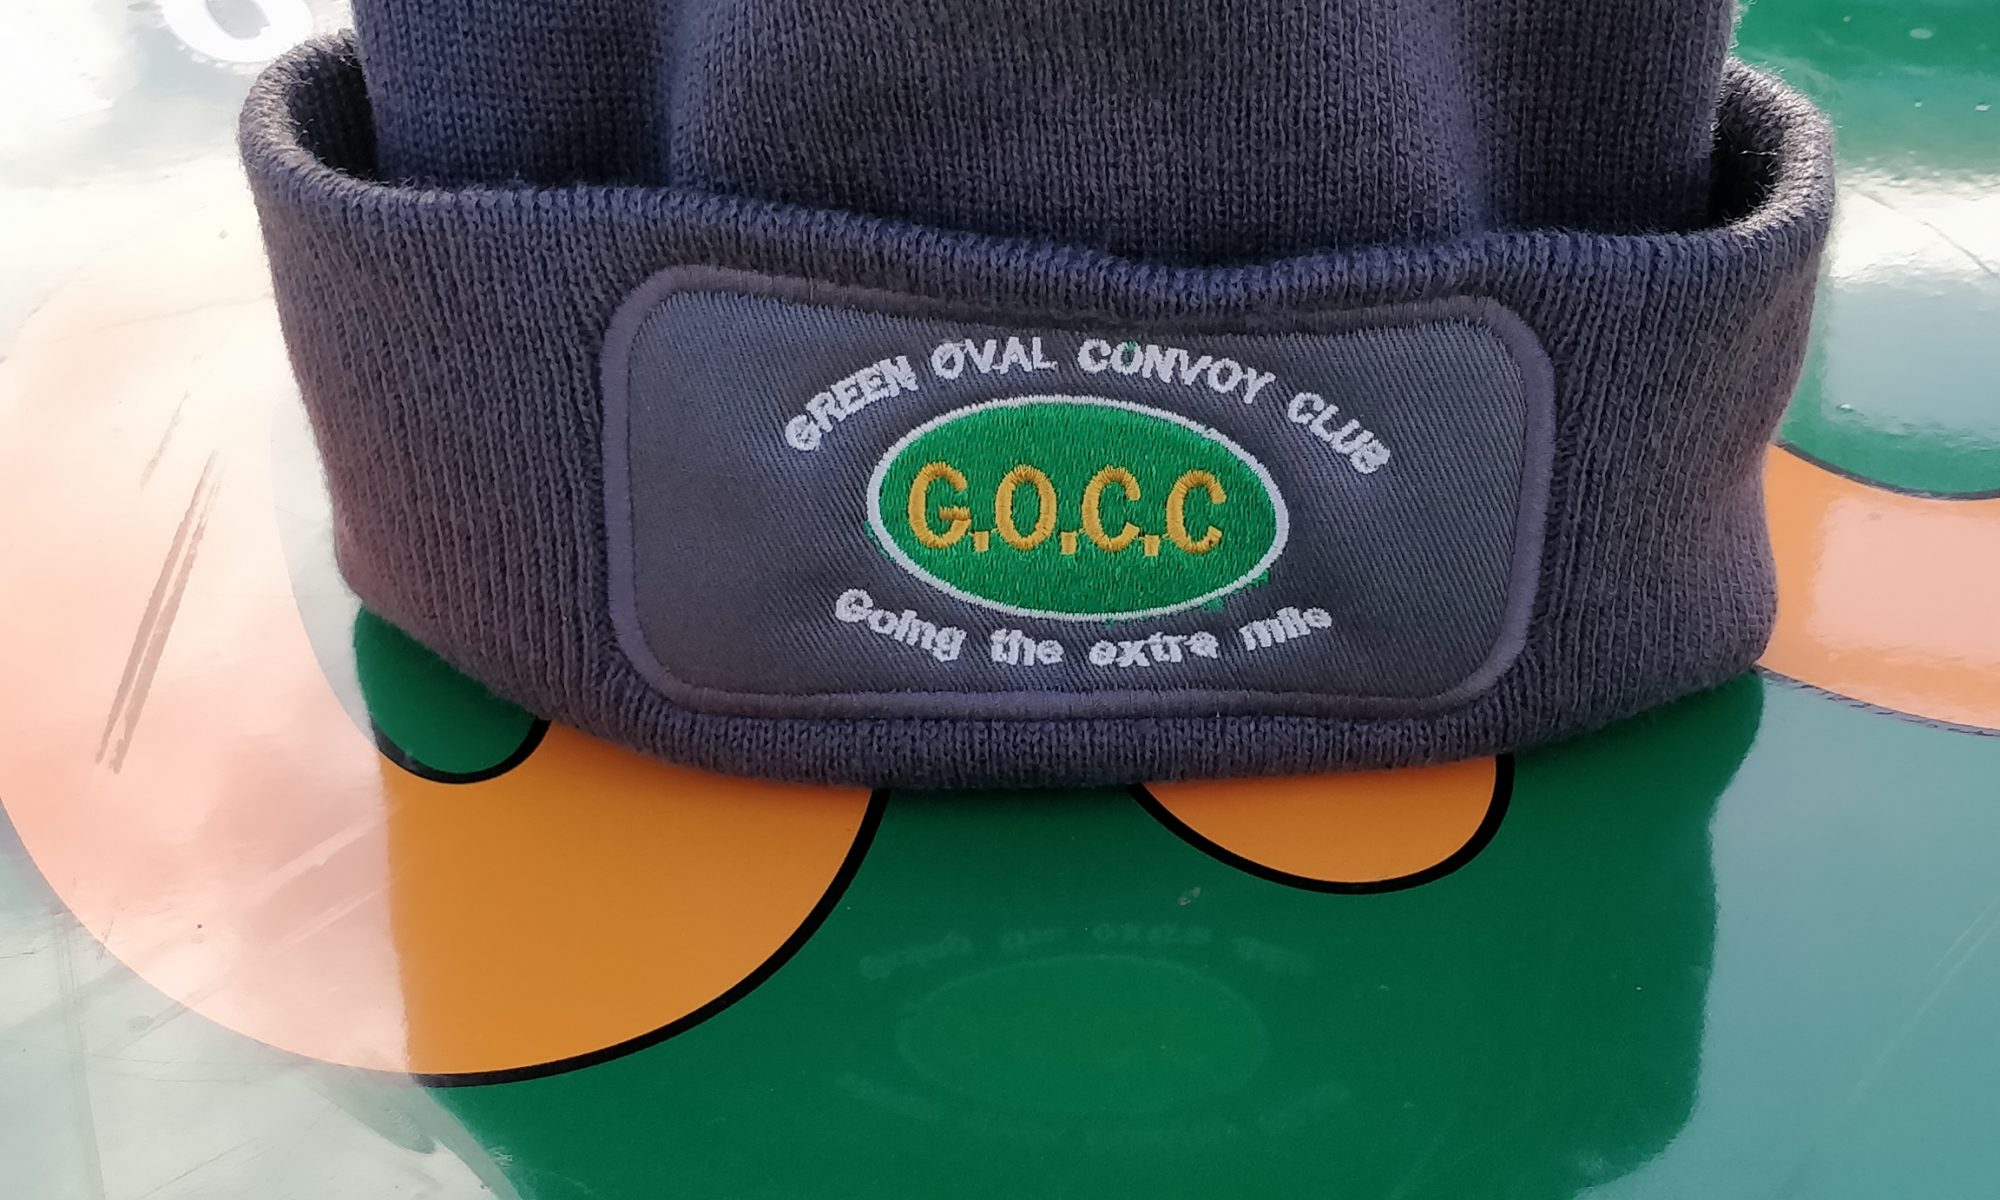 GREEN OVAL CONVOY CLUB
G.O.C.C
Going the extra mile